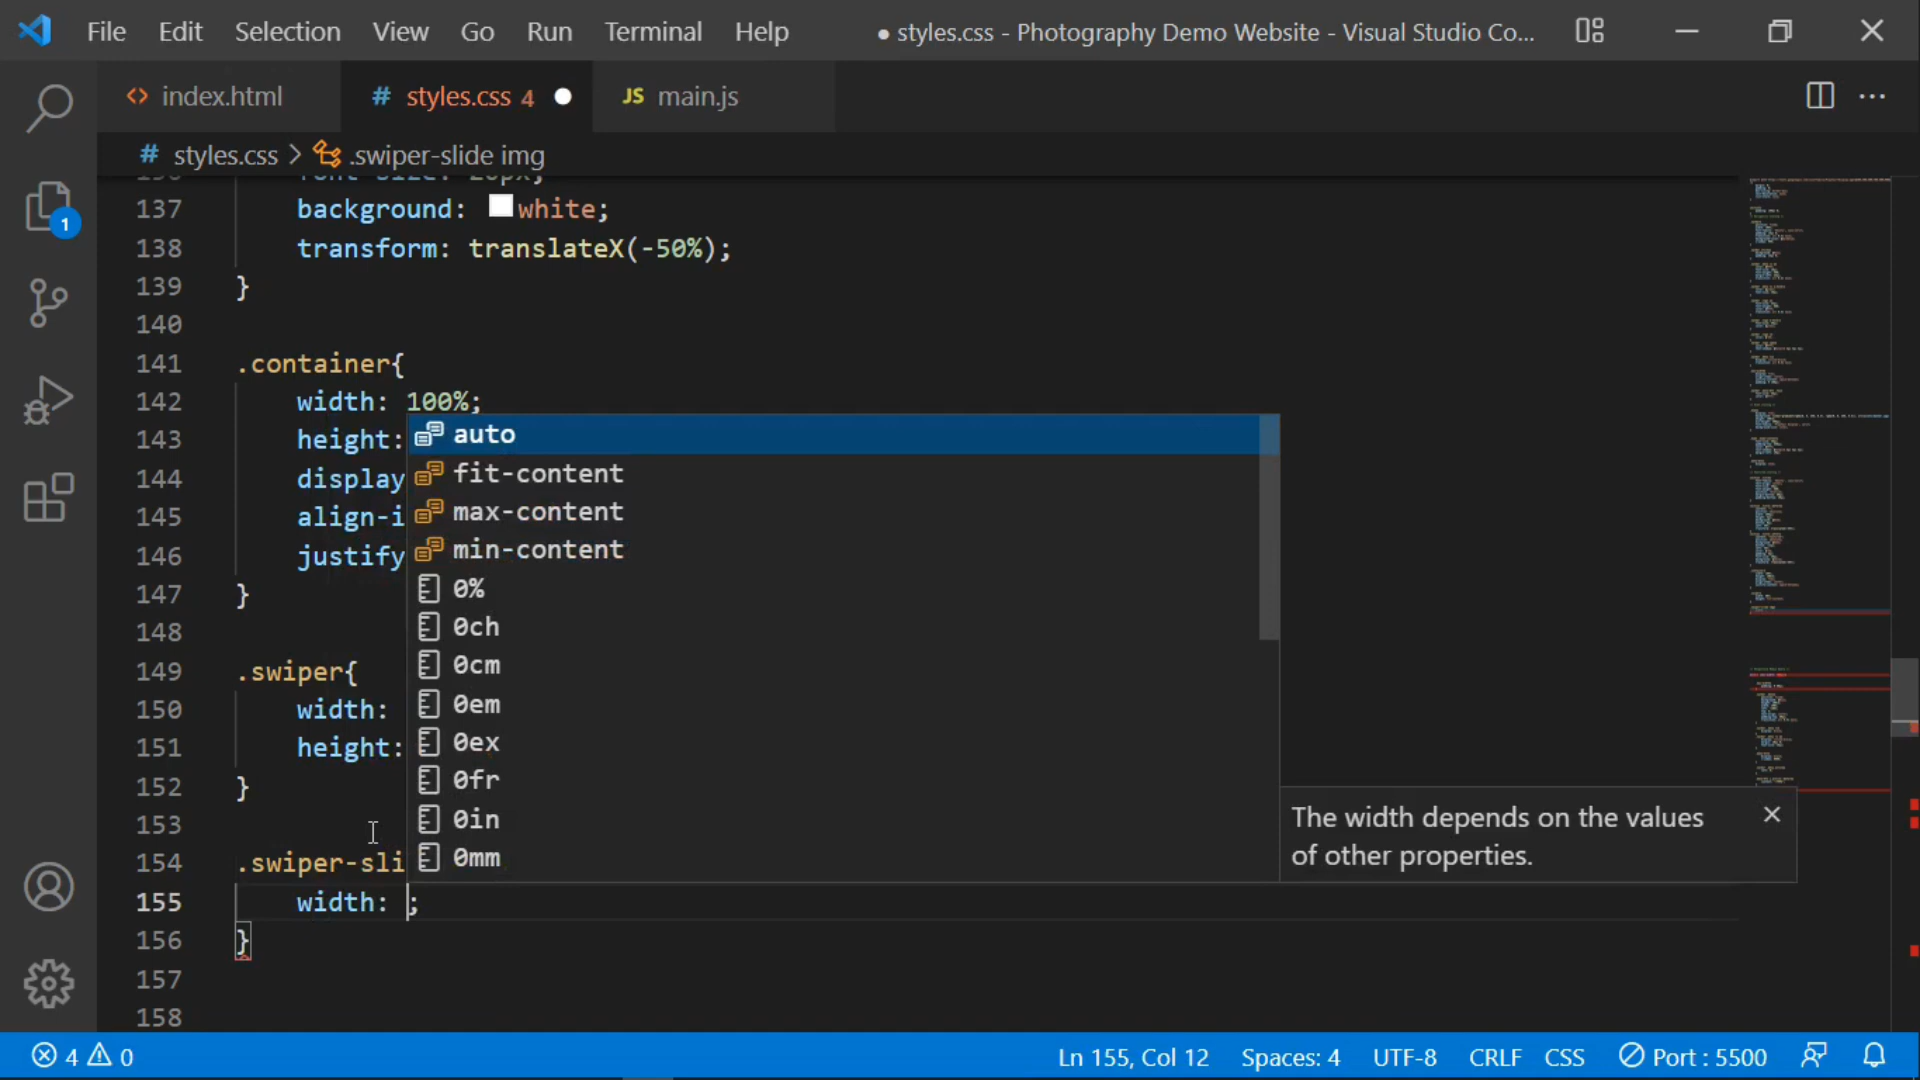 File Edit Selection View Go Run Terminal Help ● styles.css - Photography Demo Website - Visual Studio Co...
index.html # styles.css 4 JS main.js
# styles.css > .swiper-slide img
136 font-size: 20px;
137 background: white;
138 transform: translateX(-50%);
139 }
140
141 .container{
142 width: 100%;
143 height: auto
144 display fit-content
145 align-i max-content
146 justify min-content
147 } 0%
148 0ch
149 .swiper{ 0cm
150 width: 0em
151 height: 0ex
152 } 0fr
153 0in
154 .swiper-sli 0mm
The width depends on the values
of other properties.
155 width: ;
156 }
157
158
1
4 0 Ln 155, Col 12 Spaces: 4 UTF-8 CRLF CSS Port : 5500